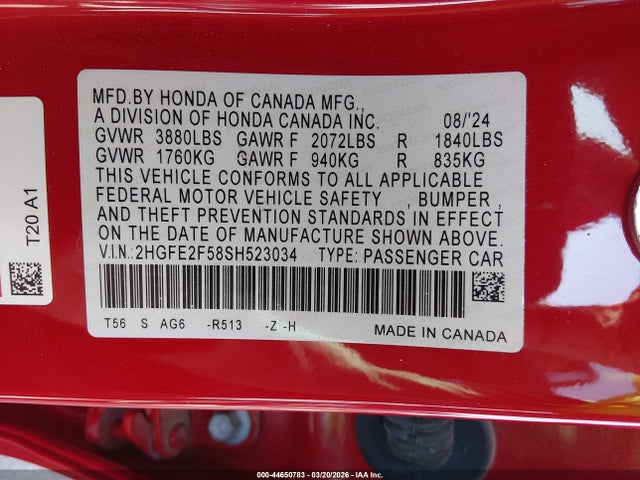 MFD.BY HONDA OF CANADA MFG.,
A DIVISION OF HONDA CANADA INC. 08/'24
GVWR 3880LBS GAWR F 2072LBS R 1840LBS
GVWR 1760KG GAWR F 940KG R 835KG
THIS VEHICLE CONFORMS TO ALL APPLICABLE
FEDERAL MOTOR VEHICLE SAFETY , BUMPER ,
AND THEFT PREVENTION STANDARDS IN EFFECT
ON THE DATE OF MANUFACTURE SHOWN ABOVE.
V.I.N.:2HGFE2F58SH523034 TYPE: PASSENGER CAR
T56 S AG6 -R513 -Z -H MADE IN CANADA
T20 A1
000-44650783 | 03/20/2026 - IAA Inc.